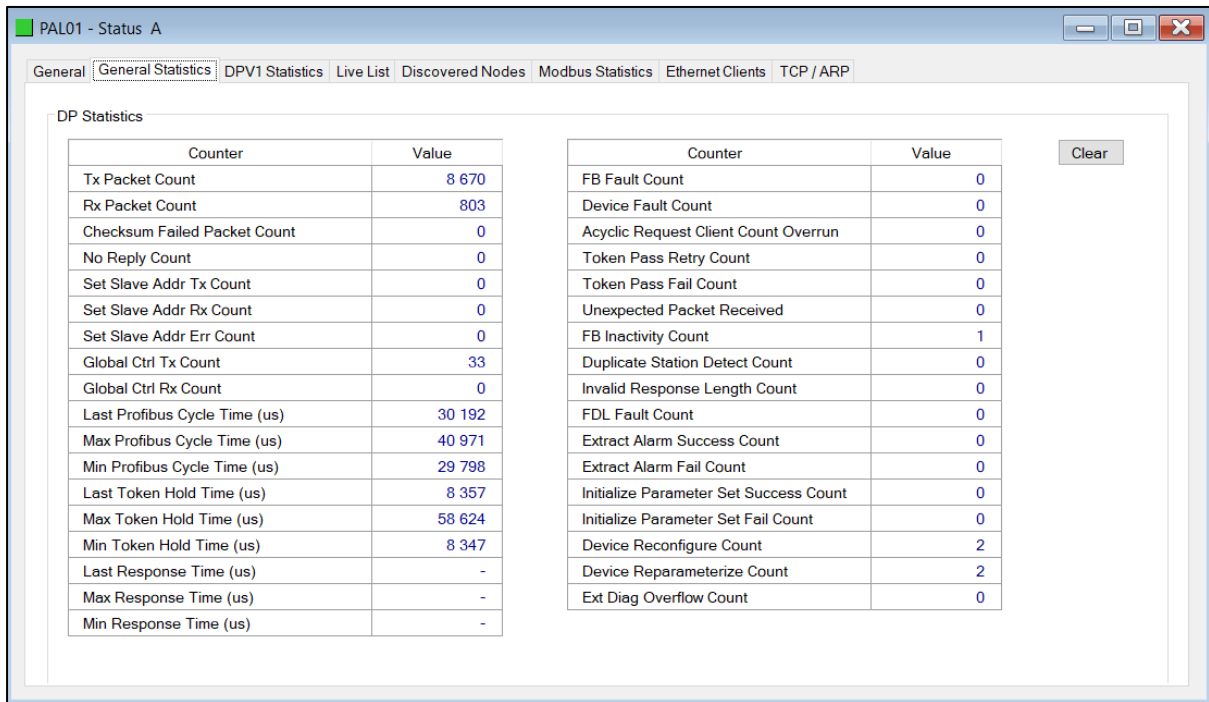 PAL01 - Status A
General General Statistics DPV1 Statistics Live List Discovered Nodes Modbus Statistics Ethernet Clients TCP / ARP
DP Statistics
Counter Value
Tx Packet Count 8 670
Rx Packet Count 803
Checksum Failed Packet Count 0
No Reply Count 0
Set Slave Addr Tx Count 0
Set Slave Addr Rx Count 0
Set Slave Addr Err Count 0
Global Ctrl Tx Count 33
Global Ctrl Rx Count 0
Last Profibus Cycle Time (us) 30 192
Max Profibus Cycle Time (us) 40 971
Min Profibus Cycle Time (us) 29 798
Last Token Hold Time (us) 8 357
Max Token Hold Time (us) 58 624
Min Token Hold Time (us) 8 347
Last Response Time (us) -
Max Response Time (us) -
Min Response Time (us) -
Counter Value
FB Fault Count 0
Device Fault Count 0
Acyclic Request Client Count Overrun 0
Token Pass Retry Count 0
Token Pass Fail Count 0
Unexpected Packet Received 0
FB Inactivity Count 1
Duplicate Station Detect Count 0
Invalid Response Length Count 0
FDL Fault Count 0
Extract Alarm Success Count 0
Extract Alarm Fail Count 0
Initialize Parameter Set Success Count 0
Initialize Parameter Set Fail Count 0
Device Reconfigure Count 2
Device Reparameterize Count 2
Ext Diag Overflow Count 0
Clear